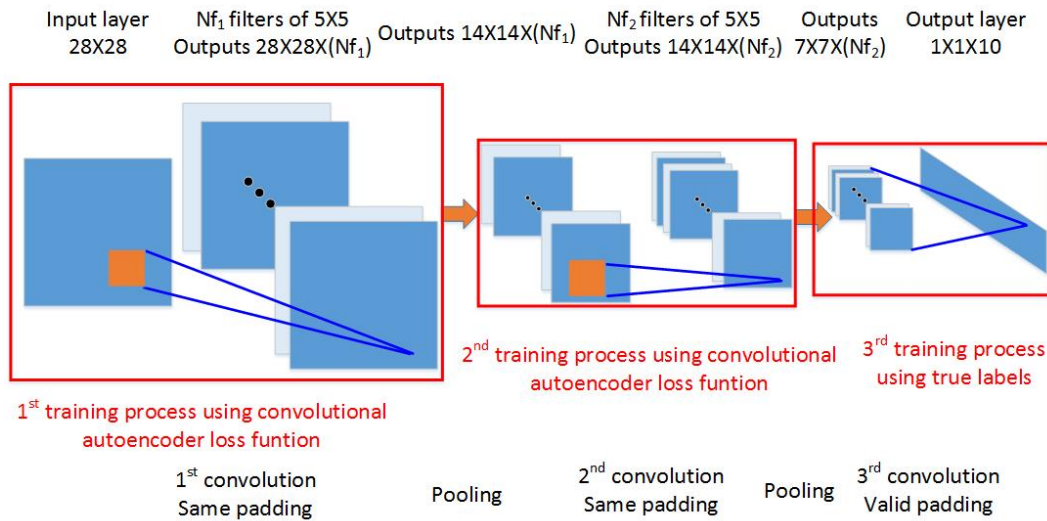 Input layer
28X28
Nf₁ filters of 5X5
Outputs 28X28X(Nf₁)
Outputs 14X14X(Nf₁)
Nf₂ filters of 5X5
Outputs 14X14X(Nf₂)
Outputs
7X7X(Nf₂)
Output layer
1X1X10
1st training process using convolutional
autoencoder loss funtion
2nd training process using convolutional
autoencoder loss funtion
3rd training process
using true labels
1st convolution
Same padding
Pooling
2nd convolution
Same padding
Pooling
3rd convolution
Valid padding